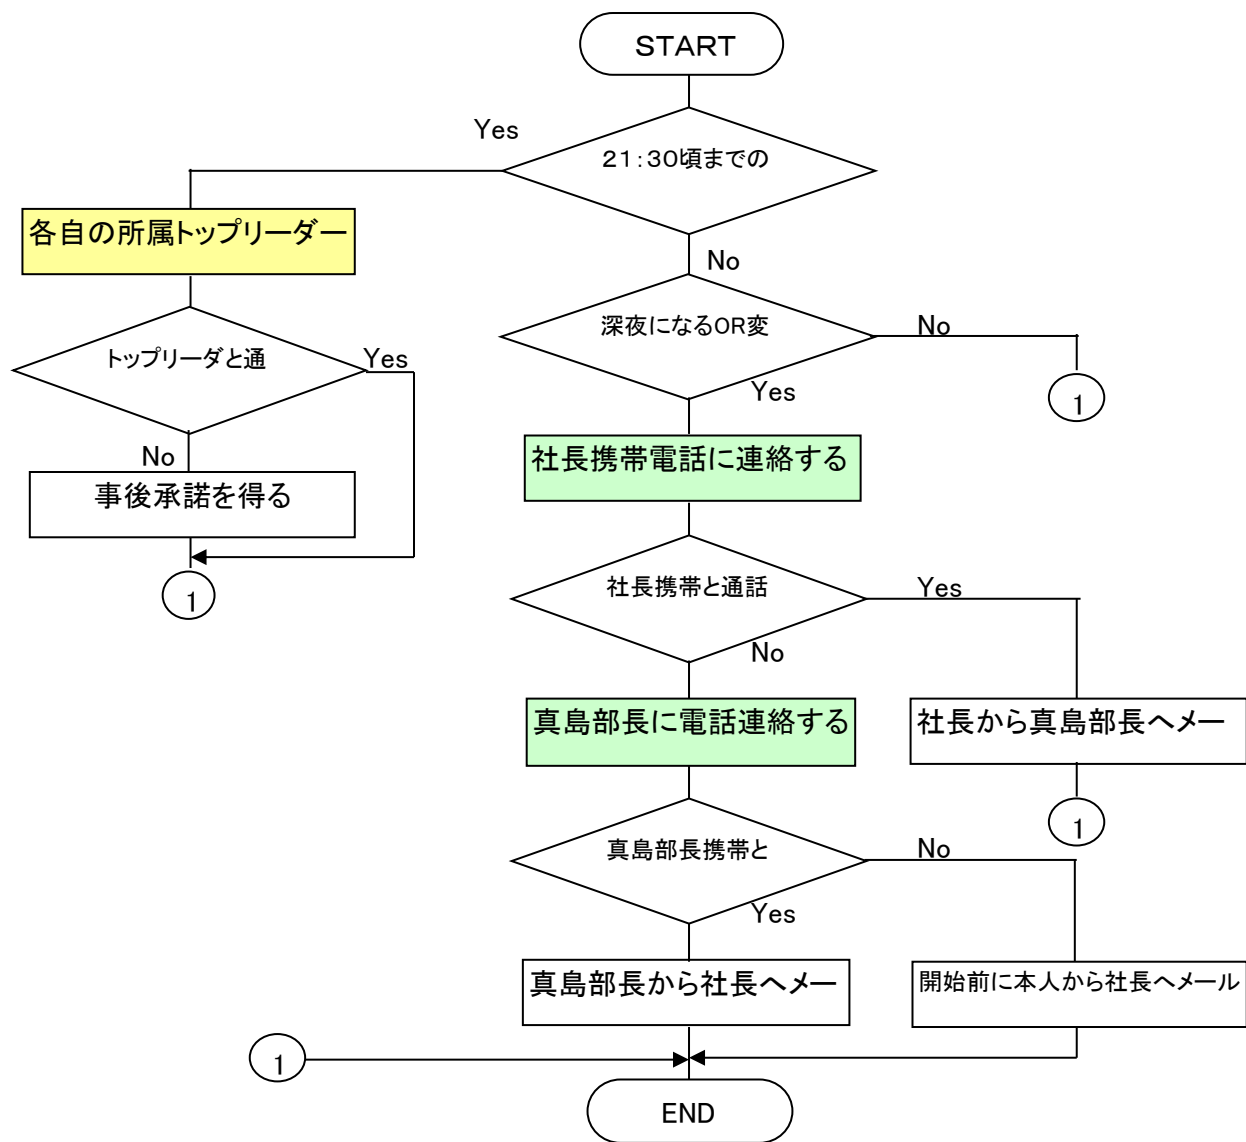 START
Yes
21:30頃までの
各自の所属トップリーダー
No
深夜になるOR変
No
トップリーダと通
Yes
Yes
1
社長携帯電話に連絡する
No
事後承諾を得る
社長携帯と通話
Yes
1
No
真島部長に電話連絡する
社長から真島部長へメー
1
真島部長携帯と
No
Yes
真島部長から社長へメー
開始前に本人から社長へメール
1
END